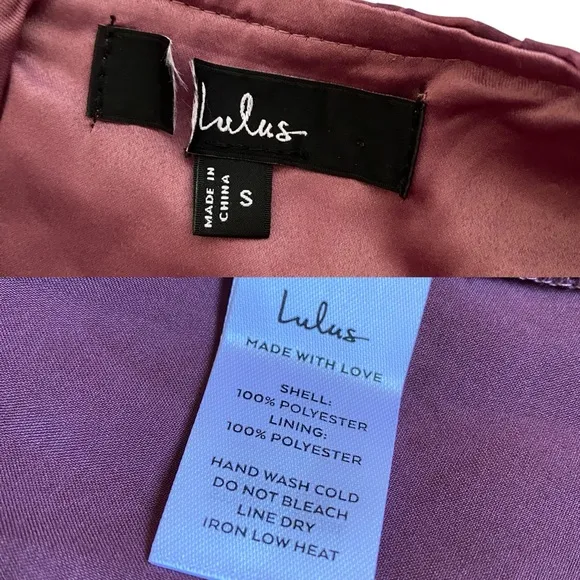 Lulus
MADE IN
CHINA
S
Lulus
MADE WITH LOVE
SHELL:
100% POLYESTER
LINING:
100% POLYESTER
HAND WASH COLD
DO NOT BLEACH
LINE DRY
IRON LOW HEAT